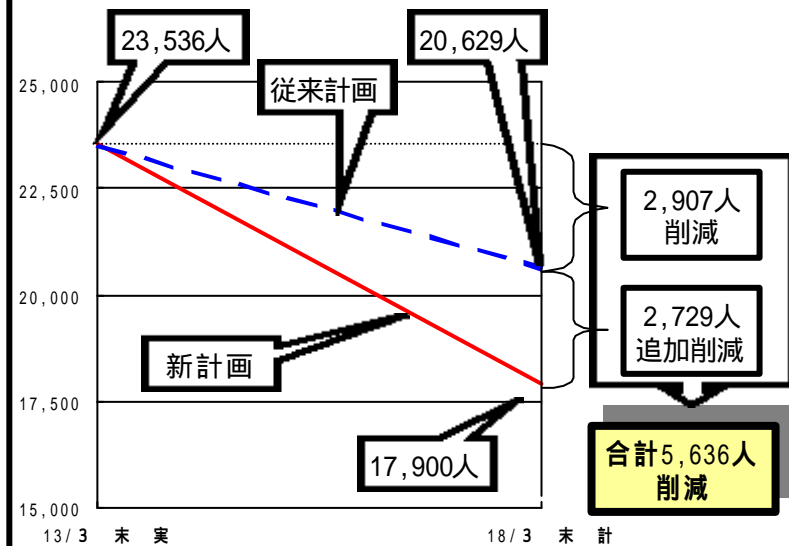 23,536人
20,629人
従来計画
25,000
22,500
20,000
17,500
15,000
新計画
17,900人
2,907人
削減
2,729人
追加削減
合計5,636人
削減
13/3 末 実
18/3 末 計